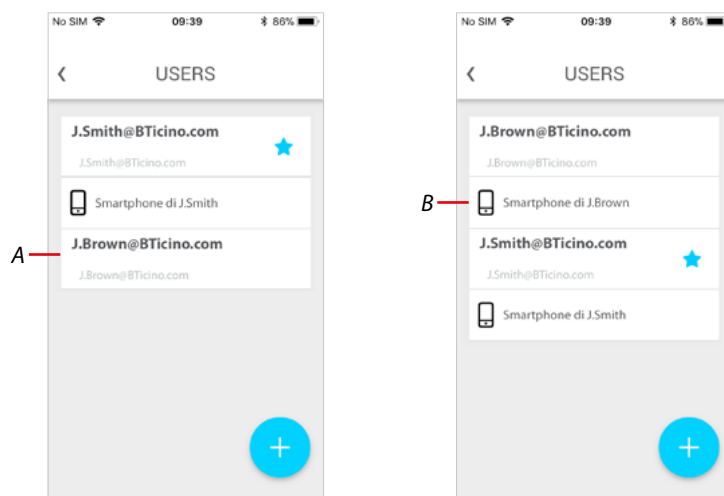 No SIM 09:39 86%
USERS
J.Smith@BTicino.com
J.Smith@BTicino.com
Smartphone di J.Smith
A
J.Brown@BTicino.com
J.Brown@BTicino.com
+
No SIM 09:39 86%
USERS
J.Brown@BTicino.com
J.Brown@BTicino.com
B
Smartphone di J.Brown
J.Smith@BTicino.com
J.Smith@BTicino.com
Smartphone di J.Smith
+